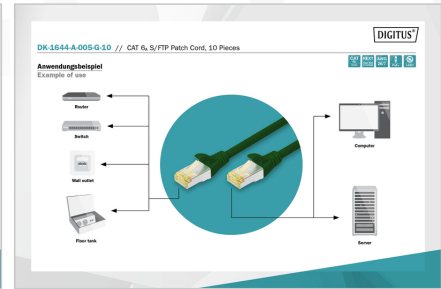 DIGITUS®
DK-1644-A-005-G-10 // CAT 6A S/FTP Patch Cord, 10 Pieces
Anwendungsbeispiel
Example of use
Router
Switch
Wall outlet
Floor tank
Computer
Server